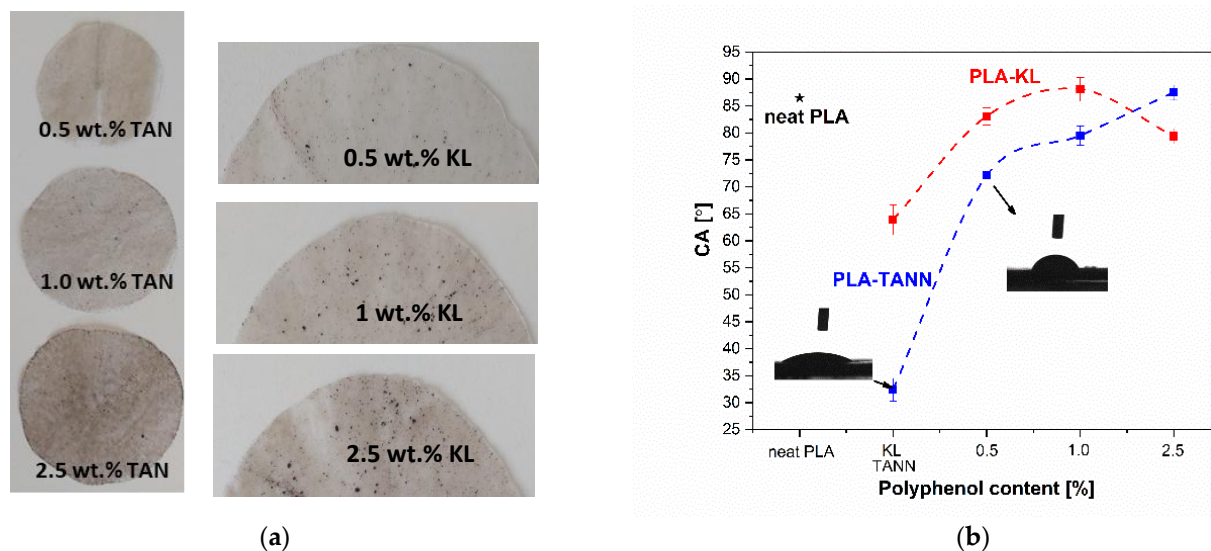 0.5 wt.% TAN
1.0 wt.% TAN
2.5 wt.% TAN
0.5 wt.% KL
1 wt.% KL
2.5 wt.% KL
(a)
95
90
85
80
75
70
65
60
55
50
45
40
35
30
25
CA [°]
neat PLA
PLA-KL
PLA-TANN
neat PLA
KL
TANN
0.5
1.0
2.5
Polyphenol content [%]
(b)